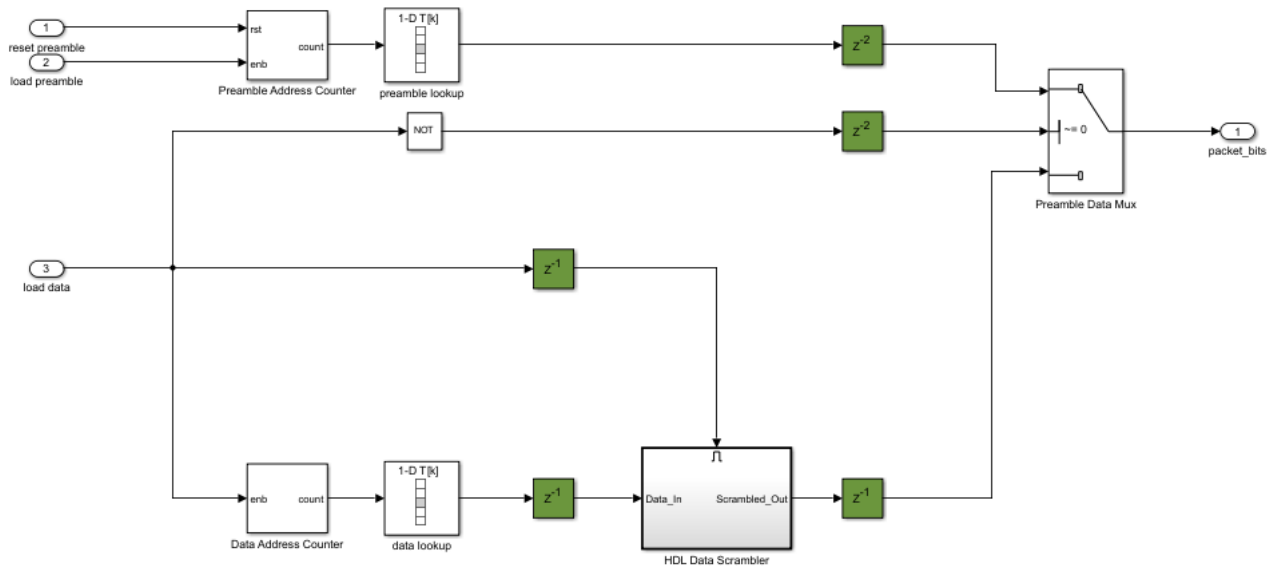 1
reset preamble
2
load preamble
rst
enb
count
Preamble Address Counter
1-D T[k]
preamble lookup
z-2
NOT
z-2
~= 0
Preamble Data Mux
1
packet_bits
3
load data
z-1
enb
count
Data Address Counter
1-D T[k]
data lookup
z-1
Data_In
Scrambled_Out
HDL Data Scrambler
z-1